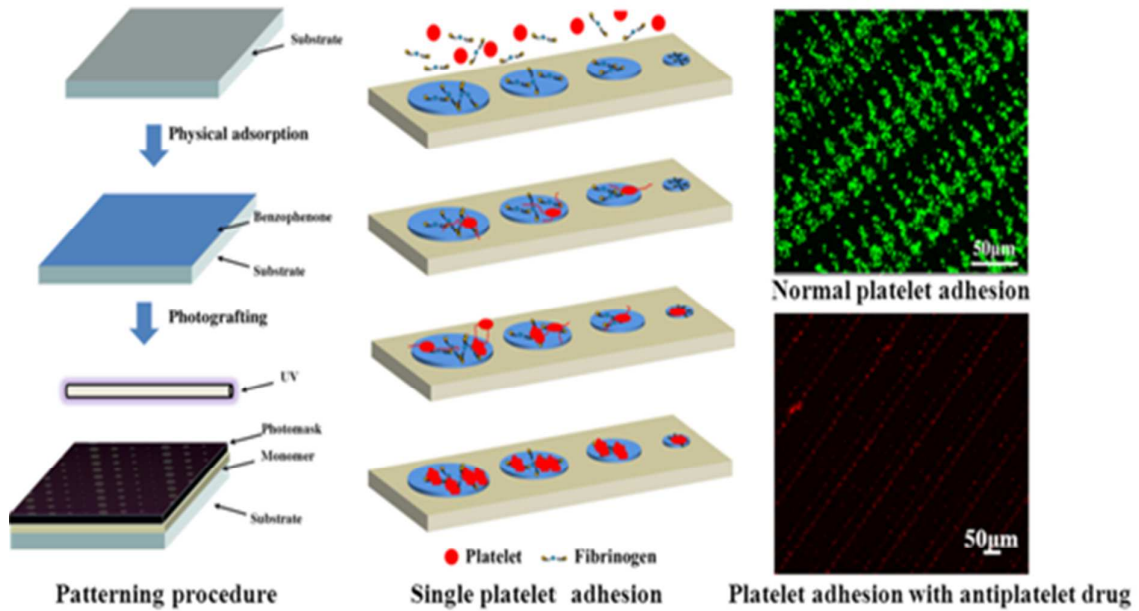 Substrate
Physical adsorption
Benzophenone
Substrate
Photografting
UV
Photomask
Monomer
Substrate
Patterning procedure
Platelet
Fibrinogen
Single platelet adhesion
50μm
Normal platelet adhesion
50μm
Platelet adhesion with antiplatelet drug